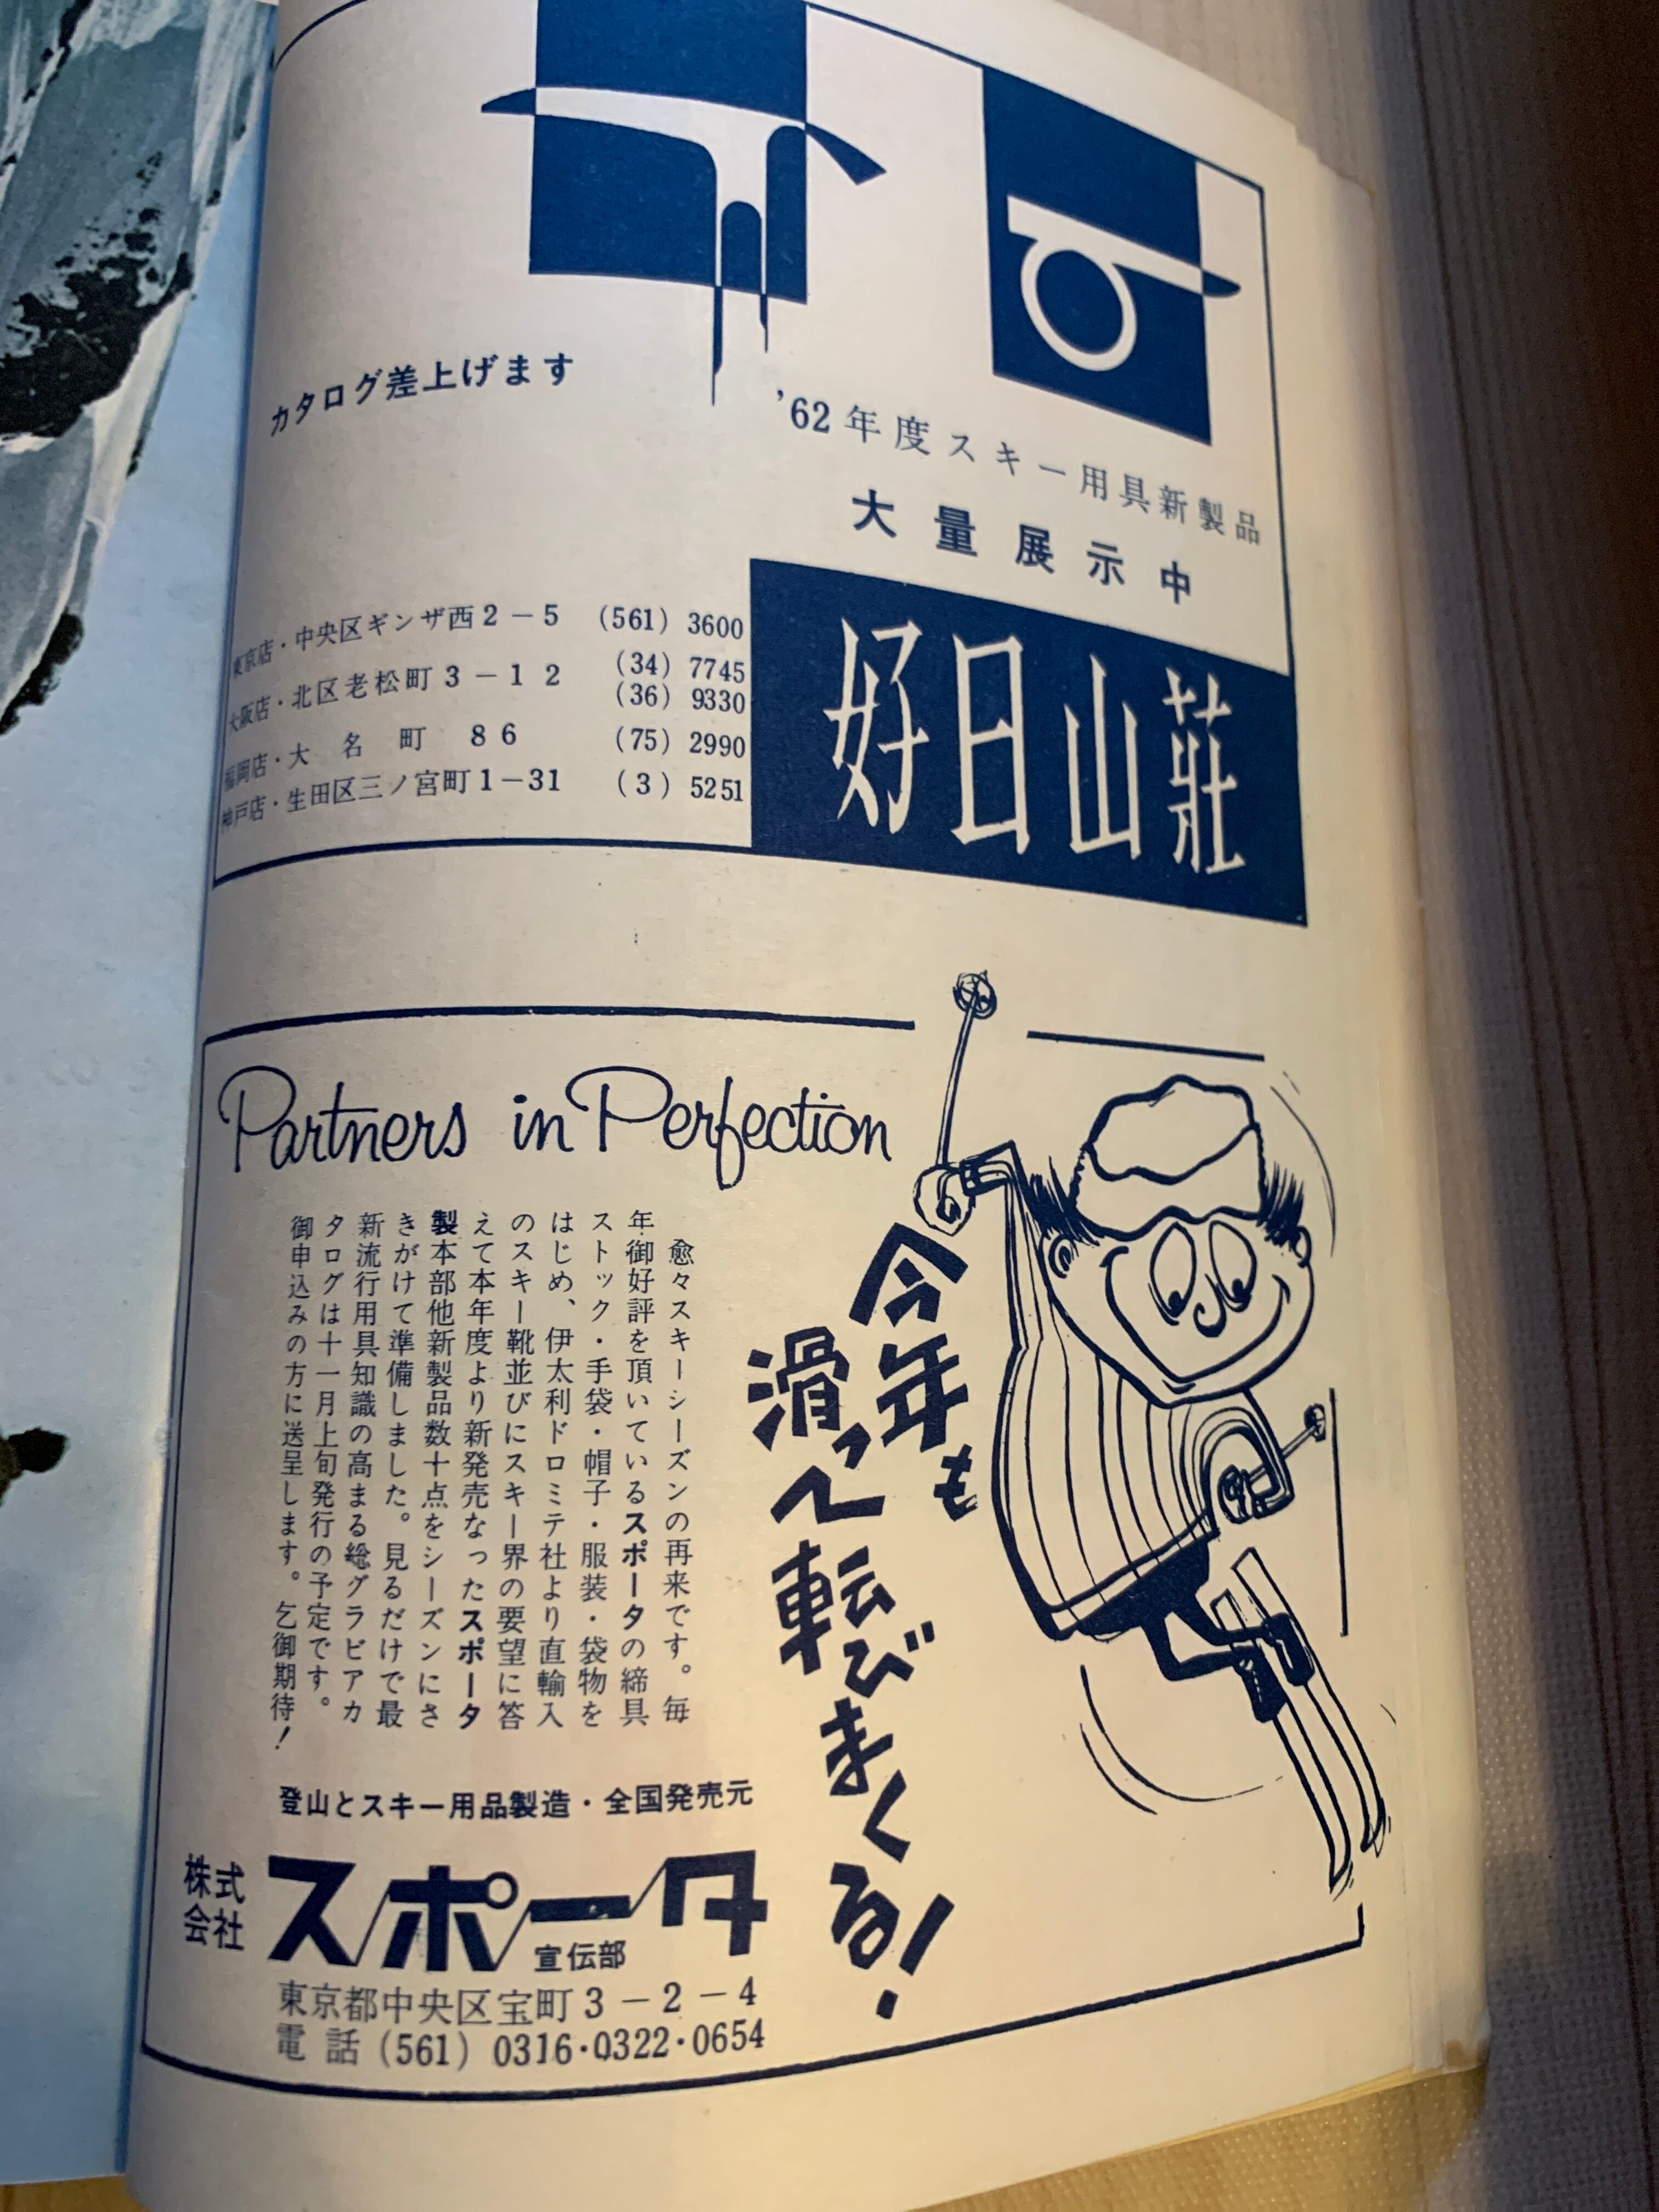 '62年度スキー用具新製品
大量展示中
カタログ差上げます
好日山荘
東京店・中央区ギンザ西2-5 (561) 3600
大阪店・北区老松町3-12 (34) 7745
(36) 9330
福岡店・大名町 86 (75) 2990
神戸店・生田区三ノ宮町1-31 (3) 5251
Partners in Perfection
今年も
滑って
転び
まくる!
愈々スキーシーズンの再来です。毎
年御好評を頂いているスポータの締具
ストック・手袋・帽子・服装・袋物を
はじめ、伊太利ドロミテ社より直輸入
のスキー靴並びにスキー界の要望に答
えて本年度より新発売なったスポータ
製本部他新製品数十点をシーズンにさ
きがけて準備しました。見るだけで最
新流行用具知識の高まる総グラビアカ
タログは十一月上旬発行の予定です。
御申込みの方に送呈します。乞御期待!
登山とスキー用品製造・全国発売元
株式会社スポータ
宣伝部
東京都中央区宝町3-2-4
電話 (561) 0316・0322・0654